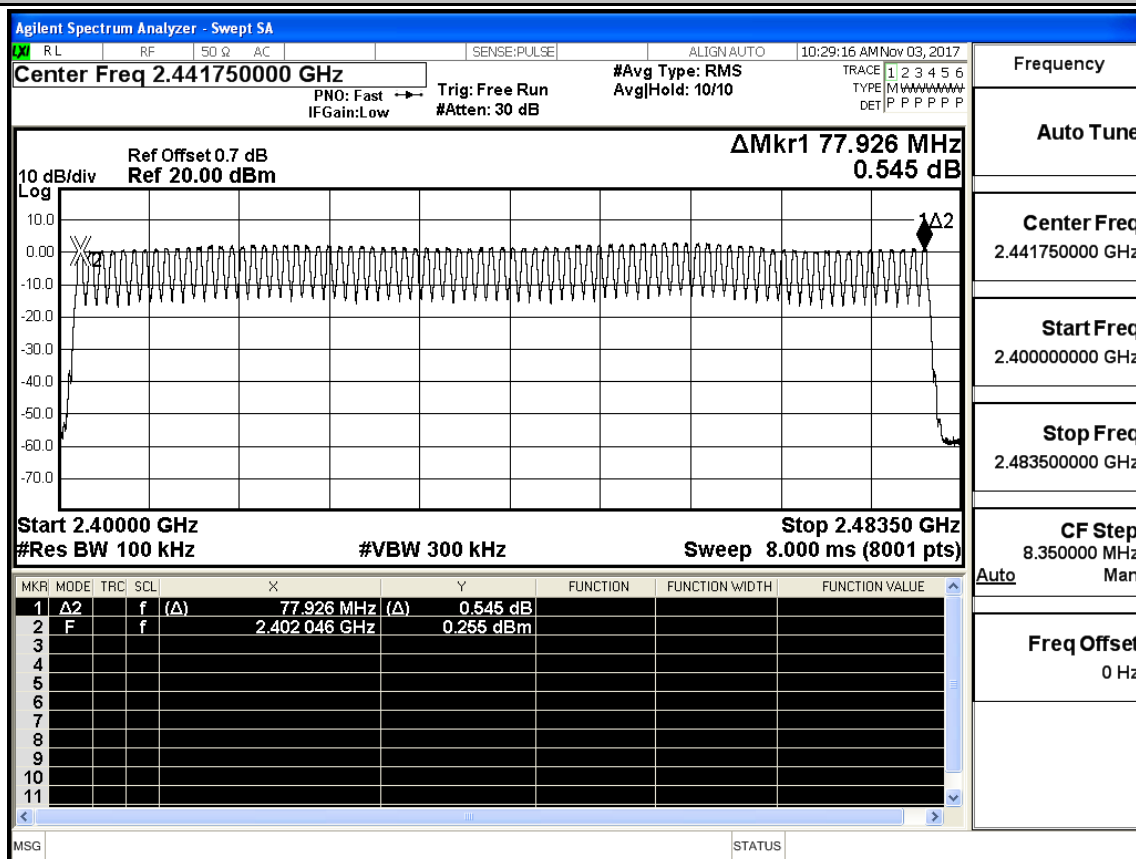 Agilent Spectrum Analyzer - Swept SA
LXI RL RF 50 Ω AC SENSE:PULSE ALIGN AUTO 10:29:16 AM Nov 03, 2017
Center Freq 2.441750000 GHz
PNO: Fast
IFGain:Low
Trig: Free Run
#Atten: 30 dB
#Avg Type: RMS
Avg|Hold: 10/10
TRACE 1 2 3 4 5 6
TYPE M WWWWW
DET P P P P P P
Ref Offset 0.7 dB
Ref 20.00 dBm
10 dB/div
Log
ΔMkr1 77.926 MHz
0.545 dB
10.0
0.00
-10.0
-20.0
-30.0
-40.0
-50.0
-60.0
-70.0
2
1Δ2
Start 2.40000 GHz
Stop 2.48350 GHz
#Res BW 100 kHz
#VBW 300 kHz
Sweep 8.000 ms (8001 pts)
MKR MODE TRC SCL X Y FUNCTION FUNCTION WIDTH FUNCTION VALUE
1 Δ2 f (Δ) 77.926 MHz (Δ) 0.545 dB
2 F f 2.402 046 GHz 0.255 dBm
3
4
5
6
7
8
9
10
11
MSG
STATUS
Frequency
Auto Tune
Center Freq
2.441750000 GHz
Start Freq
2.400000000 GHz
Stop Freq
2.483500000 GHz
CF Step
8.350000 MHz
Auto Man
Freq Offset
0 Hz